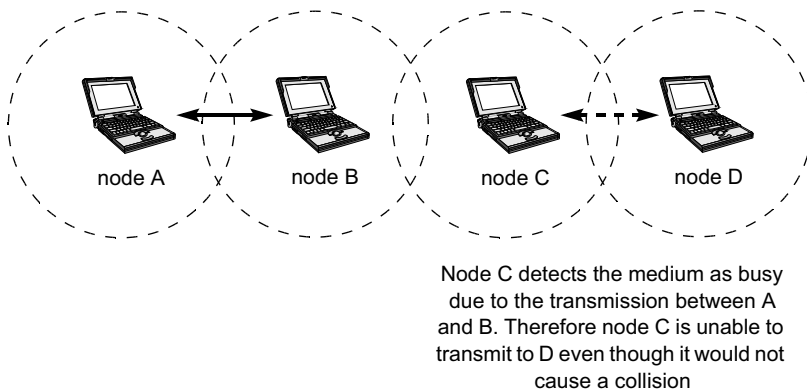 node A
node B
node C
node D
Node C detects the medium as busy
due to the transmission between A
and B. Therefore node C is unable to
transmit to D even though it would not
cause a collision